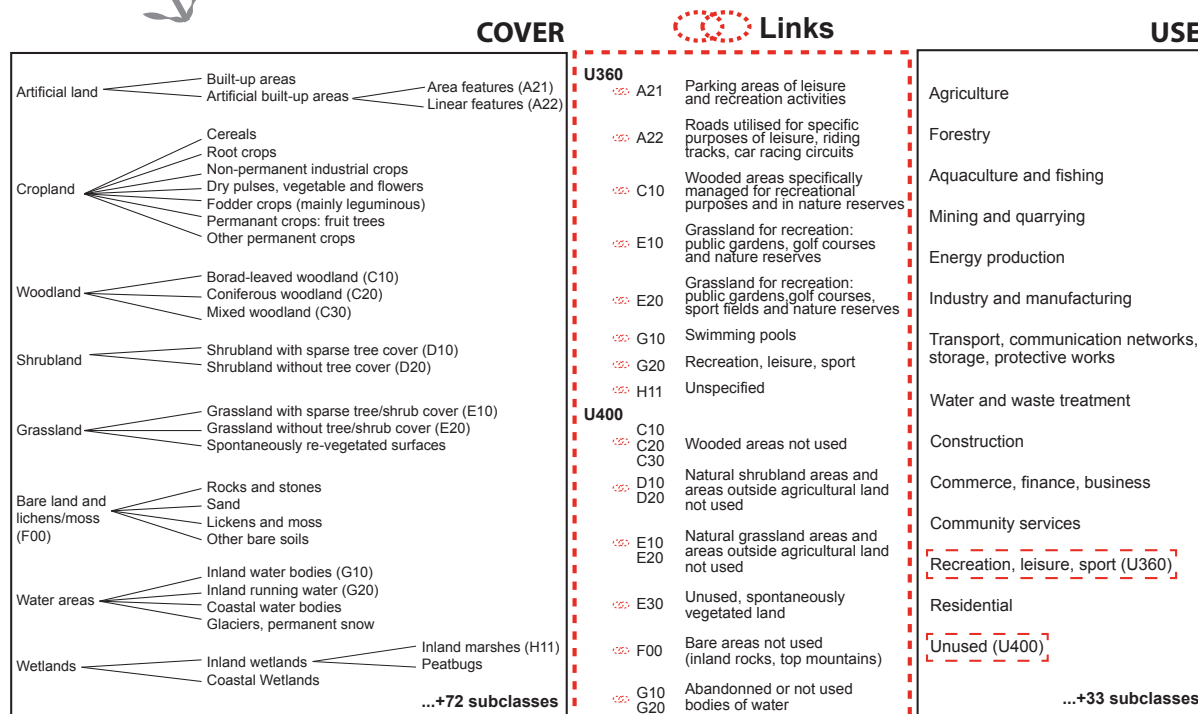 COVER
Artificial land
Built-up areas
Artificial built-up areas
Area features (A21)
Linear features (A22)
Cropland
Cereals
Root crops
Non-permanent industrial crops
Dry pulses, vegetable and flowers
Fodder crops (mainly leguminous)
Permanant crops: fruit trees
Other permanent crops
Woodland
Borad-leaved woodland (C10)
Coniferous woodland (C20)
Mixed woodland (C30)
Shrubland
Shrubland with sparse tree cover (D10)
Shrubland without tree cover (D20)
Grassland
Grassland with sparse tree/shrub cover (E10)
Grassland without tree/shrub cover (E20)
Spontaneously re-vegetated surfaces
Bare land and
lichens/moss
(F00)
Rocks and stones
Sand
Lickens and moss
Other bare soils
Water areas
Inland water bodies (G10)
Inland running water (G20)
Coastal water bodies
Glaciers, permanent snow
Wetlands
Inland wetlands
Coastal Wetlands
Inland marshes (H11)
Peatbugs
...+72 subclasses
Links
U360
A21 Parking areas of leisure
and recreation activities
A22 Roads utilised for specific
purposes of leisure, riding
tracks, car racing circuits
C10 Wooded areas specifically
managed for recreational
purposes and in nature reserves
E10 Grassland for recreation:
public gardens, golf courses
and nature reserves
E20 Grassland for recreation:
public gardens,golf courses,
sport fields and nature reserves
G10 Swimming pools
G20 Recreation, leisure, sport
H11 Unspecified
U400
C10
C20 Wooded areas not used
C30
D10 Natural shrubland areas and
D20 areas outside agricultural land
not used
E10 Natural grassland areas and
E20 areas outside agricultural land
not used
E30 Unused, spontaneously
vegetated land
F00 Bare areas not used
(inland rocks, top mountains)
G10 Abandonned or not used
G20 bodies of water
USE
Agriculture
Forestry
Aquaculture and fishing
Mining and quarrying
Energy production
Industry and manufacturing
Transport, communication networks,
storage, protective works
Water and waste treatment
Construction
Commerce, finance, business
Community services
Recreation, leisure, sport (U360)
Residential
Unused (U400)
...+33 subclasses